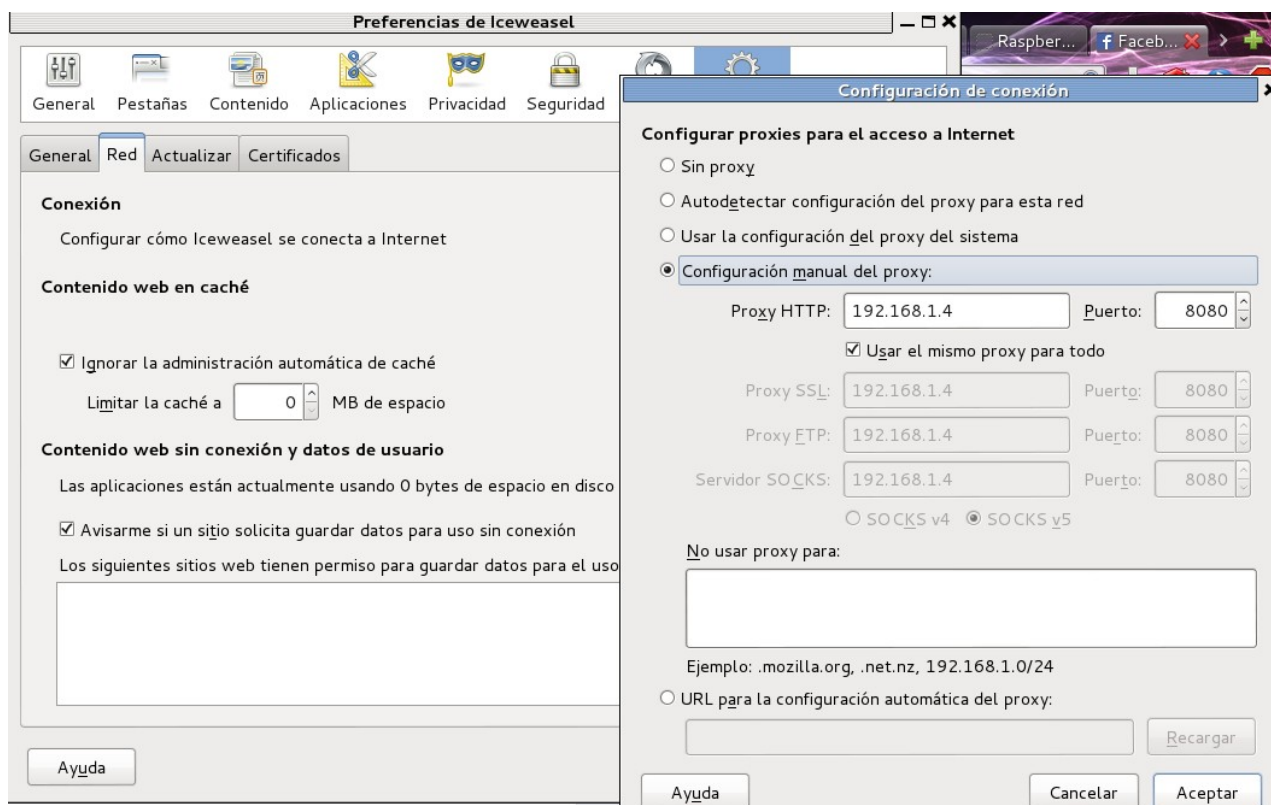 Preferencias de Iceweasel
Raspber...
Faceb...
General Pestañas Contenido Aplicaciones Privacidad Seguridad
General Red Actualizar Certificados
Conexión
Configurar cómo Iceweasel se conecta a Internet
Contenido web en caché
Ignorar la administración automática de caché
Limitar la caché a 0 MB de espacio
Contenido web sin conexión y datos de usuario
Las aplicaciones están actualmente usando 0 bytes de espacio en disco
Avisarme si un sitio solicita guardar datos para uso sin conexión
Los siguientes sitios web tienen permiso para guardar datos para el uso
Ayuda
Configuración de conexión
Configurar proxies para el acceso a Internet
Sin proxy
Autodetectar configuración del proxy para esta red
Usar la configuración del proxy del sistema
Configuración manual del proxy:
Proxy HTTP: 192.168.1.4 Puerto: 8080
Usar el mismo proxy para todo
Proxy SSL: 192.168.1.4 Puerto: 8080
Proxy FTP: 192.168.1.4 Puerto: 8080
Servidor SOCKS: 192.168.1.4 Puerto: 8080
SOCKS v4 SOCKS v5
No usar proxy para:
Ejemplo: .mozilla.org, .net.nz, 192.168.1.0/24
URL para la configuración automática del proxy:
Recargar
Ayuda Cancelar Aceptar